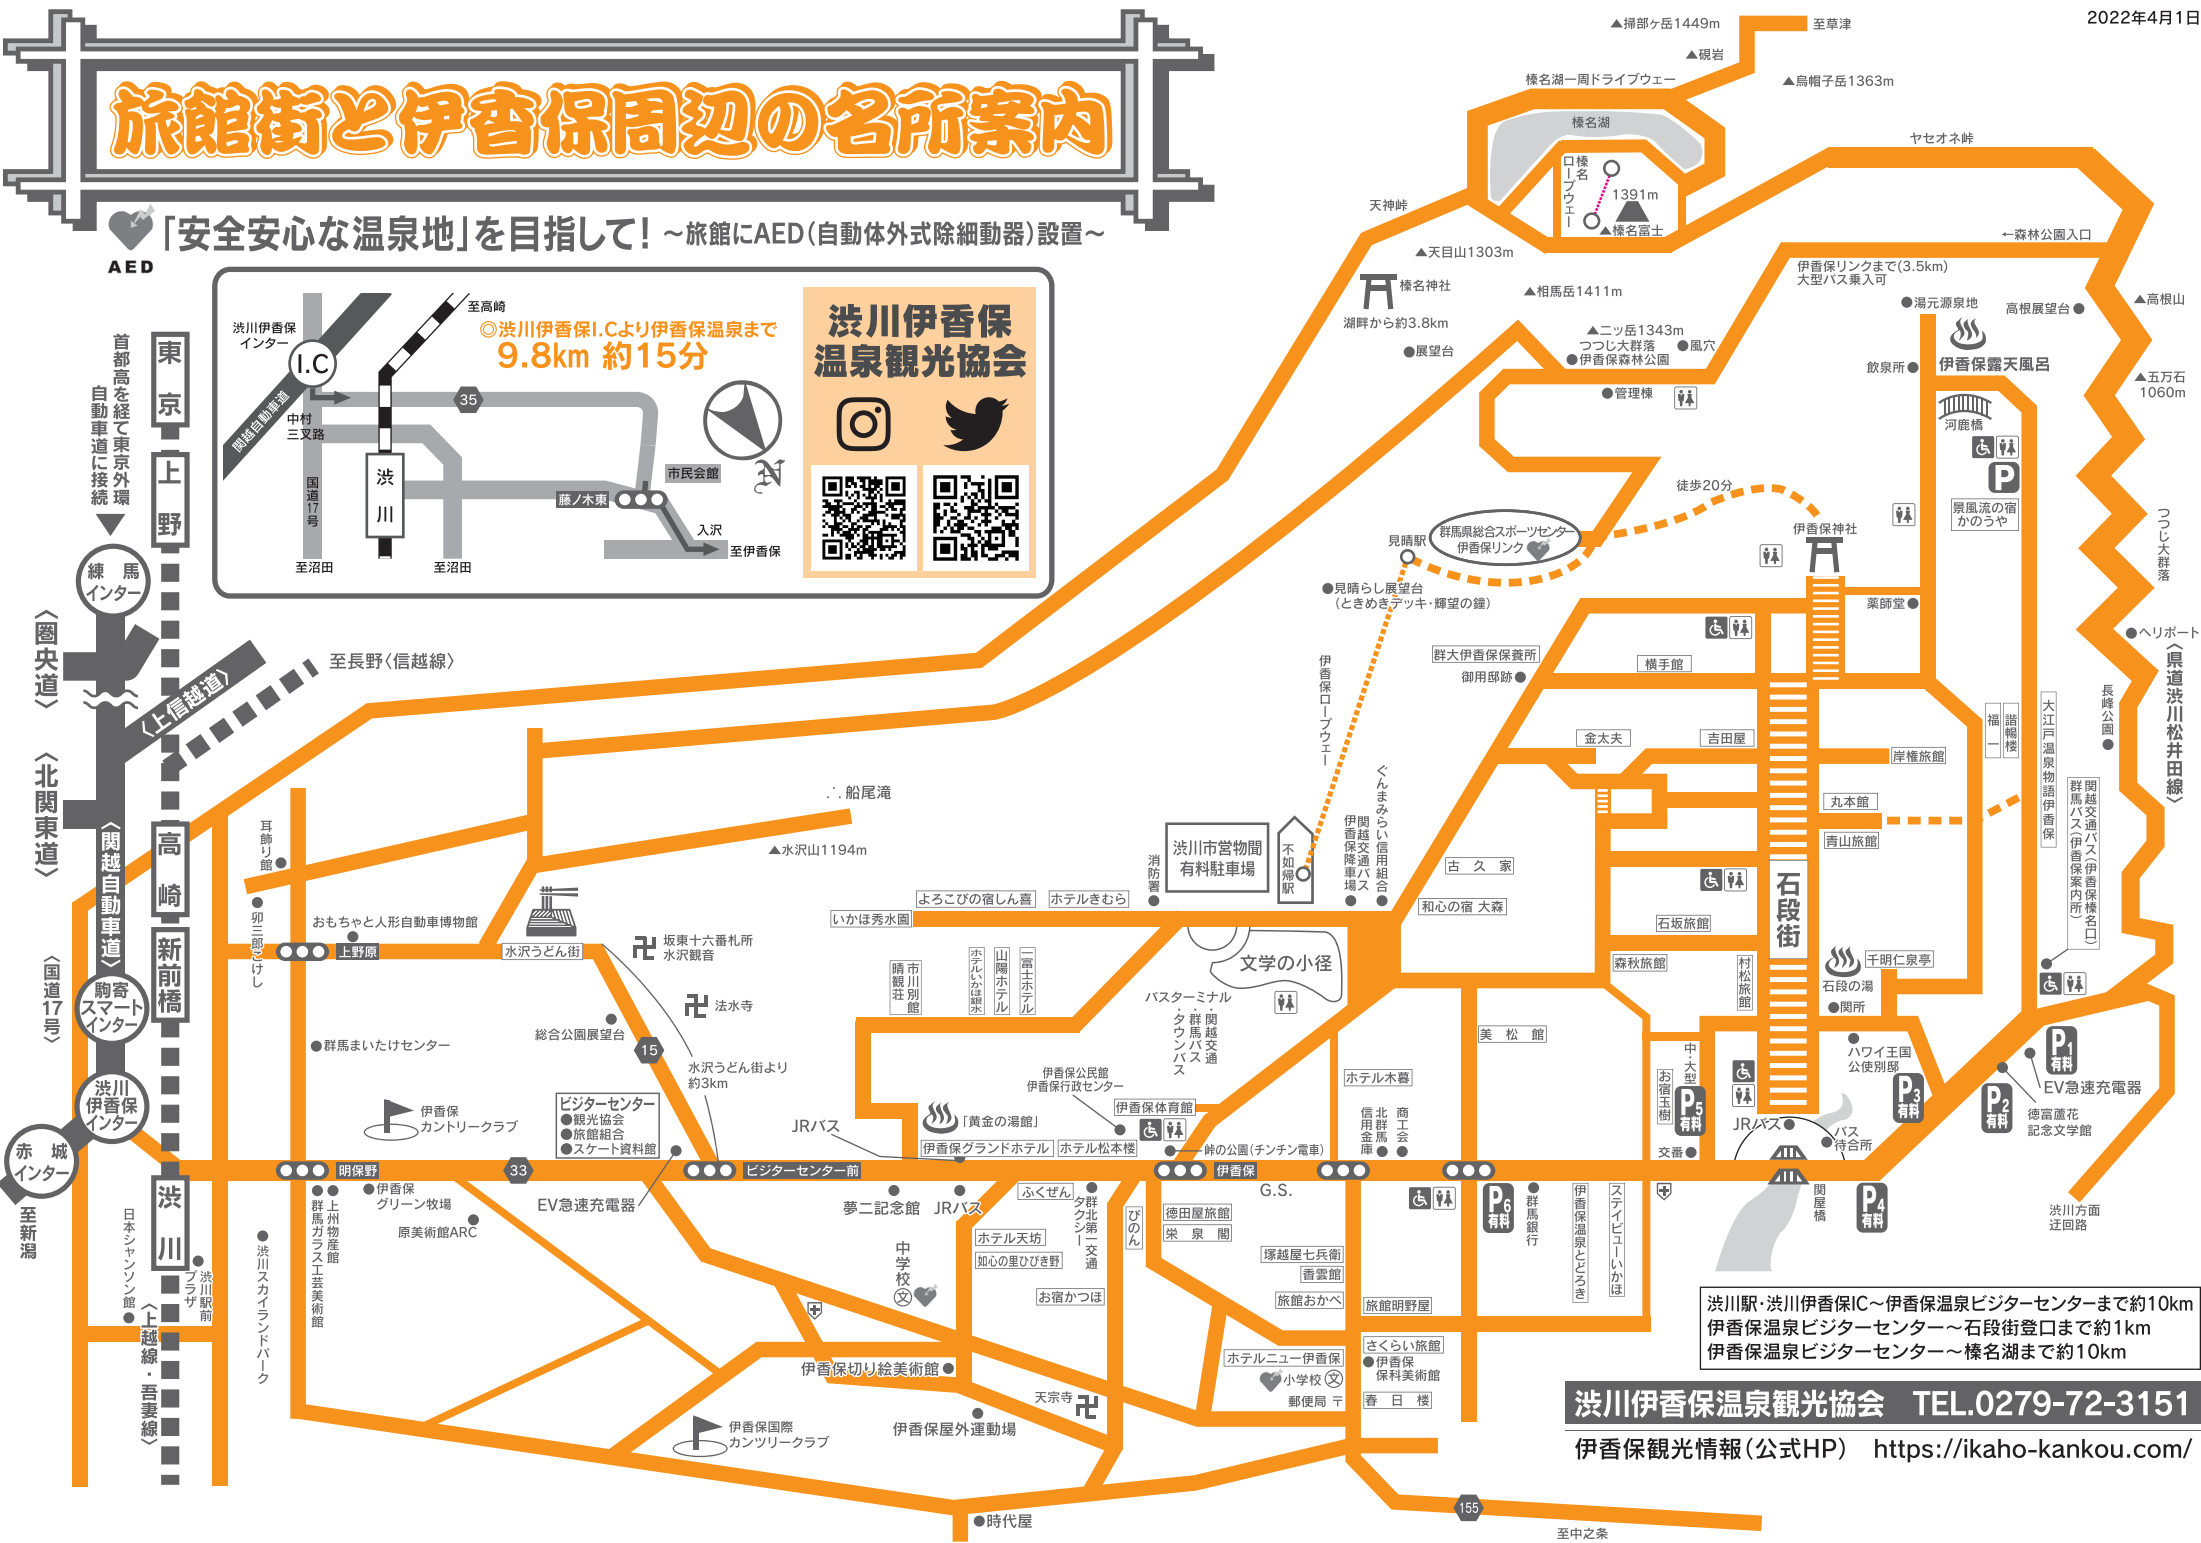 2022年4月1日
旅館街と伊香保周辺の名所案内
「安全安心な温泉地」を目指して! ～旅館にAED(自動体外式除細動器)設置～
AED
渋川伊香保
インター
I.C
関越自動車道
中村
三叉路
国道17号
至沼田
至高崎
◎渋川伊香保I.Cより伊香保温泉まで
9.8km 約15分
35
渋川
至沼田
藤ノ木東
市民会館
入沢
至伊香保
N
渋川伊香保
温泉観光協会
首都高を経て東京外環
自動車道に接続
東京
上野
練馬
インター
〈圏央道〉
〈上信越道〉
至長野〈信越線〉
〈北関東道〉
〈関越自動車道〉
高崎
新前橋
〈国道17号〉
駒寄
スマート
インター
渋川
伊香保
インター
赤城
インター
至新潟
渋川
〈上越線・吾妻線〉
日本シャンソン館
渋川駅前
プラザ
渋川スカイランドパーク
耳飾り館
卯三郎こけし
おもちゃと人形自動車博物館
上野原
水沢うどん街
坂東十六番札所
水沢観音
法水寺
総合公園展望台
15
水沢うどん街より
約3km
群馬まいたけセンター
伊香保
カントリークラブ
ビジターセンター
●観光協会
●旅館組合
●スケート資料館
明保野
33
ビジターセンター前
群馬ガラス工芸美術館
上州物産館
伊香保
グリーン牧場
原美術館ARC
EV急速充電器
∴船尾滝
▲水沢山1194m
▲掃部ヶ岳1449m
至草津
▲硯岩
榛名湖一周ドライブウェー
▲烏帽子岳1363m
榛名湖
榛名
ロープウェー
1391m
▲榛名富士
ヤセオネ峠
天神峠
▲天目山1303m
榛名神社
湖畔から約3.8km
▲相馬岳1411m
●展望台
▲二ッ岳1343m
つつじ大群落
●風穴
●伊香保森林公園
●管理棟
←森林公園入口
伊香保リンクまで(3.5km)
大型バス乗入可
●湯元源泉地
高根展望台●
▲高根山
伊香保露天風呂
飲泉所●
▲五万石
1060m
河鹿橋
P
景風流の宿
かのうや
つつじ大群落
●ヘリポート
〈県道渋川松井田線〉
長峰公園
徒歩20分
伊香保神社
群馬県総合スポーツセンター
伊香保リンク
見晴駅
●見晴らし展望台
(ときめきデッキ・輝望の鐘)
伊香保ロープウェー
薬師堂●
群大伊香保保養所
御用邸跡●
横手館
金太夫
吉田屋
岸権旅館
丸本館
青山旅館
福一
諧暢楼
大江戸温泉物語伊香保
関越交通バス(伊香保榛名口)
群馬バス(伊香保案内所)
石段街
古久家
和心の宿 大森
石坂旅館
森秋旅館
村松旅館
千明仁泉亭
石段の湯
●関所
ハワイ王国
公使別邸
渋川市営物聞
有料駐車場
不如帰駅
消防署
関越交通バス
伊香保降車場
ぐんまみらい信用組合
よろこびの宿しん喜
ホテルきむら
いかほ秀水園
市川別館
晴観荘
ホテルいかほ銀水
山陽ホテル
一冨士ホテル
文学の小径
バスターミナル
・関越交通
・群馬バス
・タウンバス
美松館
ホテル木暮
北群馬
信用金庫
商工会
伊香保公民館
伊香保行政センター
伊香保体育館
「黄金の湯館」
JRバス
伊香保グランドホテル
ホテル松本楼
●峠の公園(チンチン電車)
伊香保
G.S.
お宿玉樹
中・大型
P5
有料
交番●
JRバス●
バス
待合所
P3
有料
P2
有料
P1
有料
EV急速充電器
徳富蘆花
記念文学館
関屋橋
P4
有料
渋川方面
迂回路
P6
有料
群馬銀行
伊香保温泉とどろき
ステイビューいかほ
夢二記念館
JRバス
ふくぜん
群北第一交通
タクシー
ぴのん
徳田屋旅館
栄泉閣
ホテル天坊
如心の里ひびき野
お宿かつほ
中学校
文
塚越屋七兵衛
香雲館
旅館おかべ
旅館明野屋
さくらい旅館
ホテルニュー伊香保
●伊香保
保科美術館
小学校 文
郵便局 〒
春日楼
伊香保切り絵美術館●
伊香保屋外運動場
天宗寺
伊香保国際
カンツリークラブ
●時代屋
155
至中之条
渋川駅・渋川伊香保IC～伊香保温泉ビジターセンターまで約10km
伊香保温泉ビジターセンター～石段街登口まで約1km
伊香保温泉ビジターセンター～榛名湖まで約10km
渋川伊香保温泉観光協会 TEL.0279-72-3151
伊香保観光情報(公式HP) https://ikaho-kankou.com/